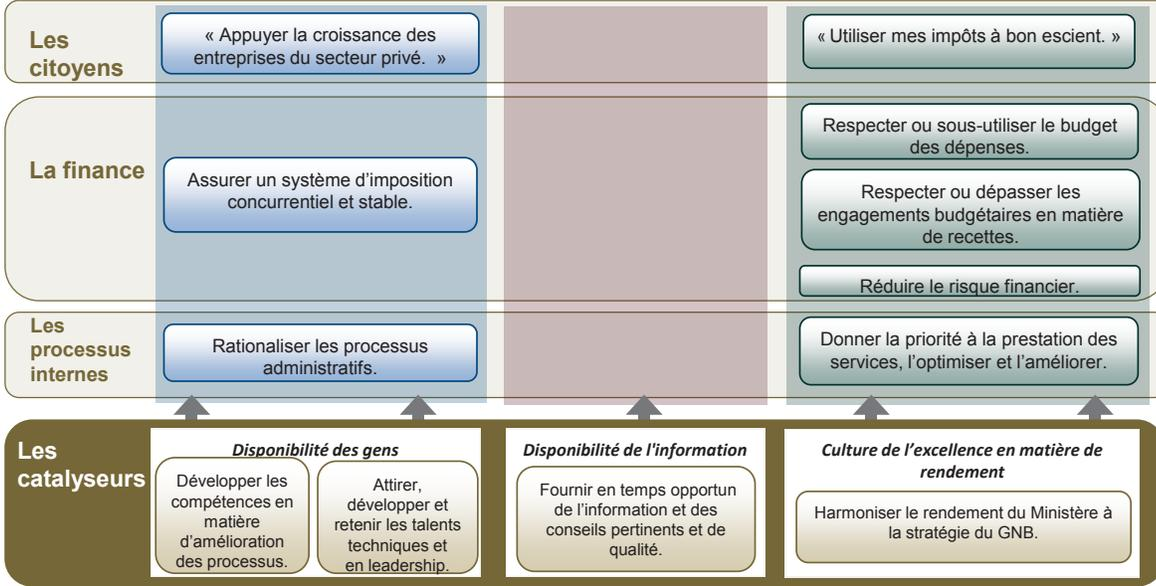 Les
citoyens
« Appuyer la croissance des
entreprises du secteur privé.  »
« Utiliser mes impôts à bon escient. »
La finance
Assurer un système d’imposition
concurrentiel et stable.
Respecter ou sous-utiliser le budget
des dépenses.
Respecter ou dépasser les
engagements budgétaires en matière
de recettes.
Réduire le risque financier.
Les
processus
internes
Rationaliser les processus
administratifs.
Donner la priorité à la prestation des
services, l’optimiser et l’améliorer.
Les
catalyseurs
Disponibilité des gens
Développer les
compétences en
matière
d’amélioration
des processus.
Attirer,
développer et
retenir les talents
techniques et
en leadership.
Disponibilité de l'information
Fournir en temps opportun
de l’information et des
conseils pertinents et de
qualité.
Culture de l’excellence en matière de
rendement
Harmoniser le rendement du Ministère à
la stratégie du GNB.